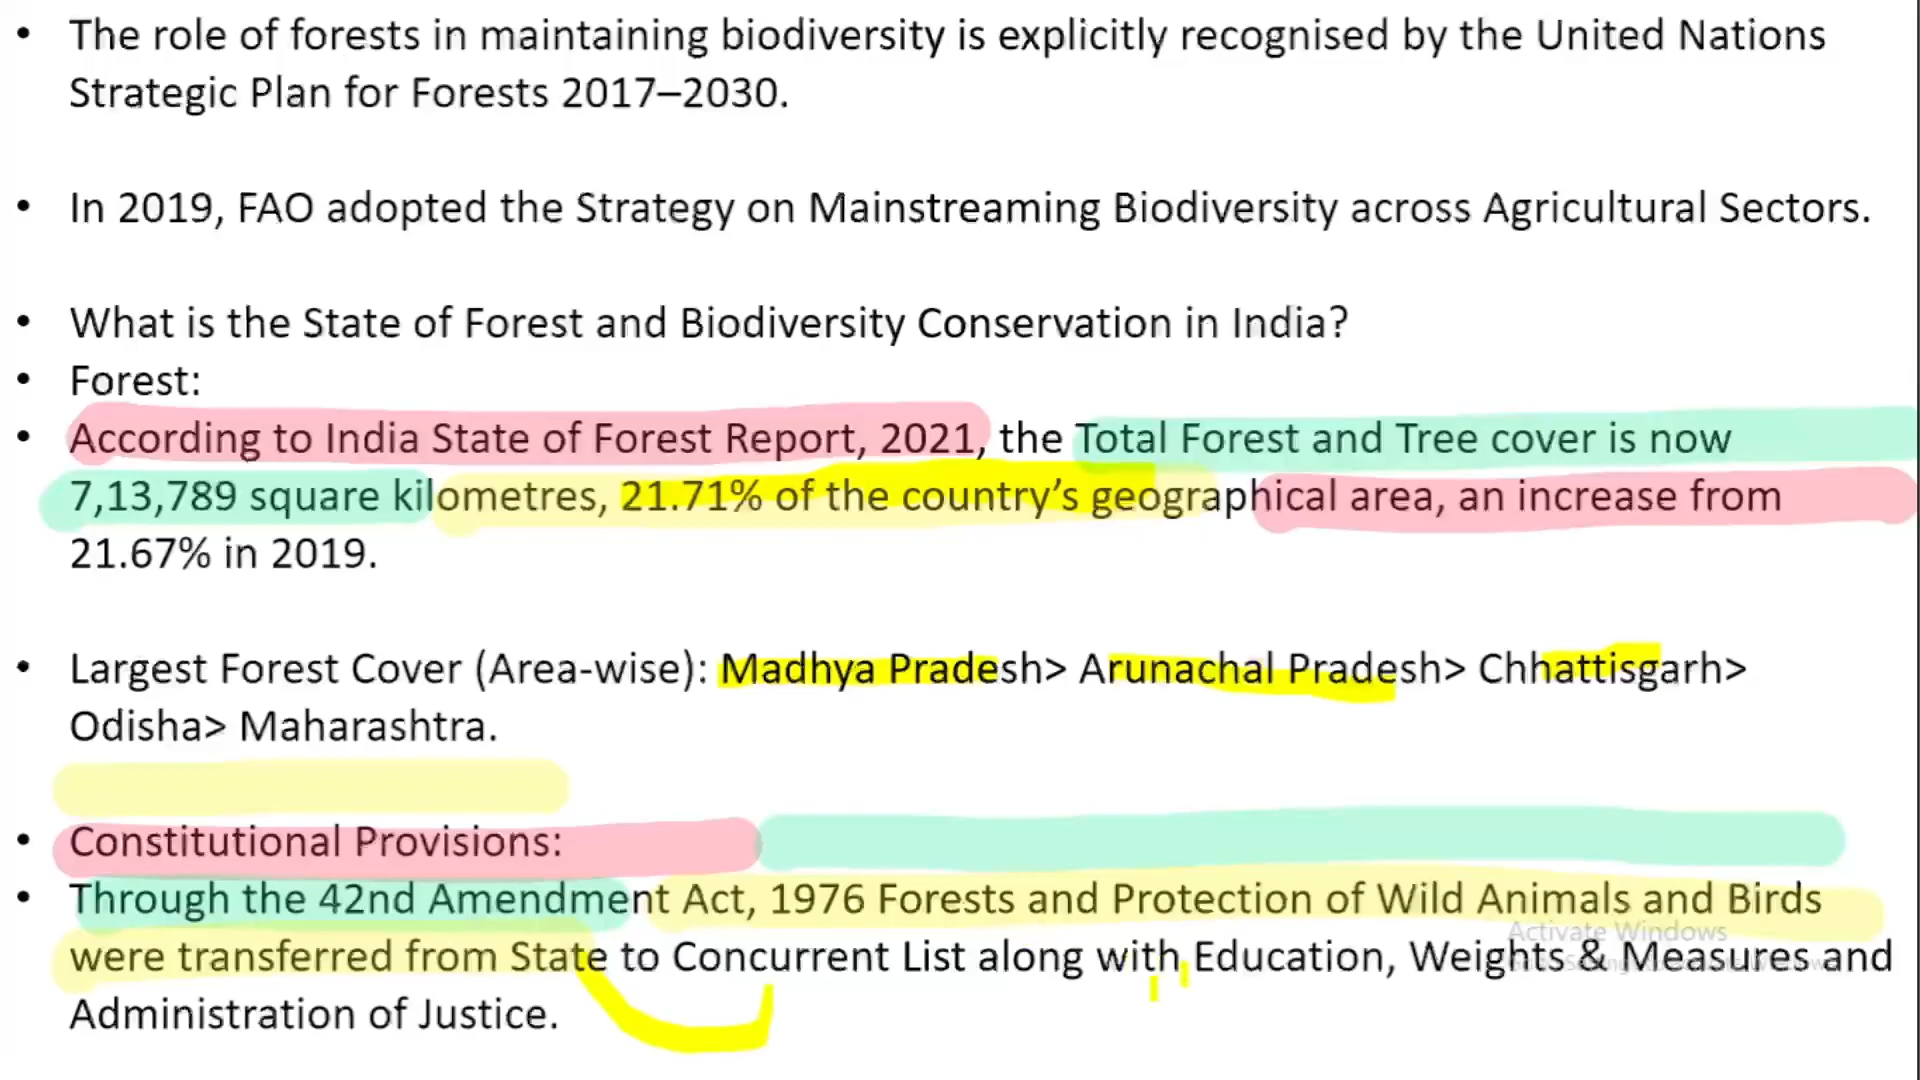 • The role of forests in maintaining biodiversity is explicitly recognised by the United Nations
Strategic Plan for Forests 2017–2030.
• In 2019, FAO adopted the Strategy on Mainstreaming Biodiversity across Agricultural Sectors.
• What is the State of Forest and Biodiversity Conservation in India?
• Forest:
• According to India State of Forest Report, 2021, the Total Forest and Tree cover is now
7,13,789 square kilometres, 21.71% of the country’s geographical area, an increase from
21.67% in 2019.
• Largest Forest Cover (Area-wise): Madhya Pradesh> Arunachal Pradesh> Chhattisgarh>
Odisha> Maharashtra.
• Constitutional Provisions:
• Through the 42nd Amendment Act, 1976 Forests and Protection of Wild Animals and Birds
Activate Windows
were transferred from State to Concurrent List along with Education, Weights & Measures and
Administration of Justice.